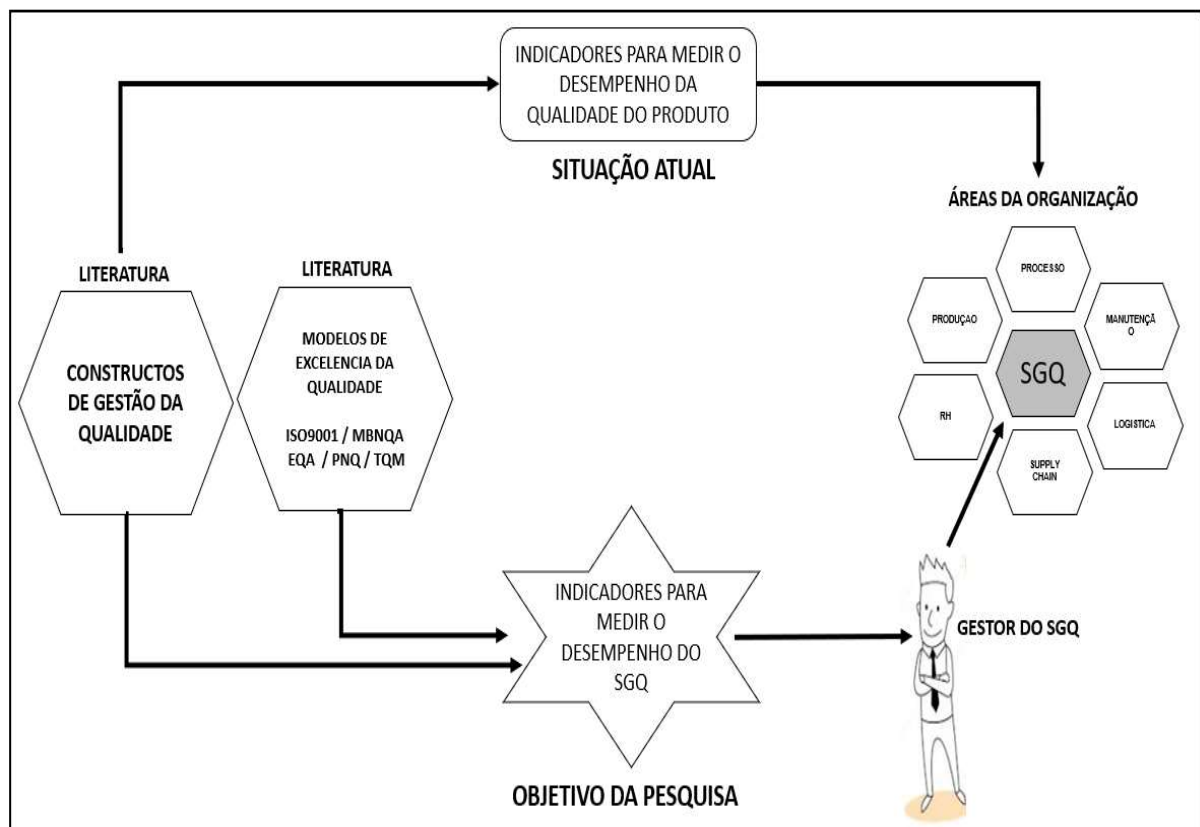 INDICADORES PARA MEDIR O
DESEMPENHO DA
QUALIDADE DO PRODUTO
SITUAÇÃO ATUAL
ÁREAS DA ORGANIZAÇÃO
PROCESSO
PRODUÇAO
MANUTENÇÃ
O
SGQ
RH
LOGISTICA
SUPPLY
CHAIN
LITERATURA
CONSTRUCTOS
DE GESTÃO DA
QUALIDADE
LITERATURA
MODELOS DE
EXCELENCIA DA
QUALIDADE
ISO9001 / MBNQA
EQA / PNQ / TQM
INDICADORES PARA
MEDIR O
DESEMPENHO DO
SGQ
OBJETIVO DA PESQUISA
GESTOR DO SGQ